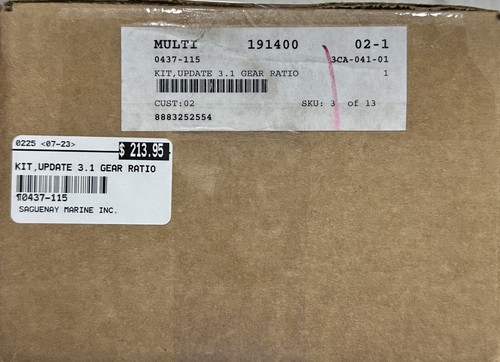 MULTI 191400 02-1
0437-115 3CA-041-01
KIT,UPDATE 3.1 GEAR RATIO 1
CUST:02 SKU: 3 of 13
8883252554
0225 <07-23> $ 213.95
KIT,UPDATE 3.1 GEAR RATIO
¶0437-115
SAGUENAY MARINE INC.